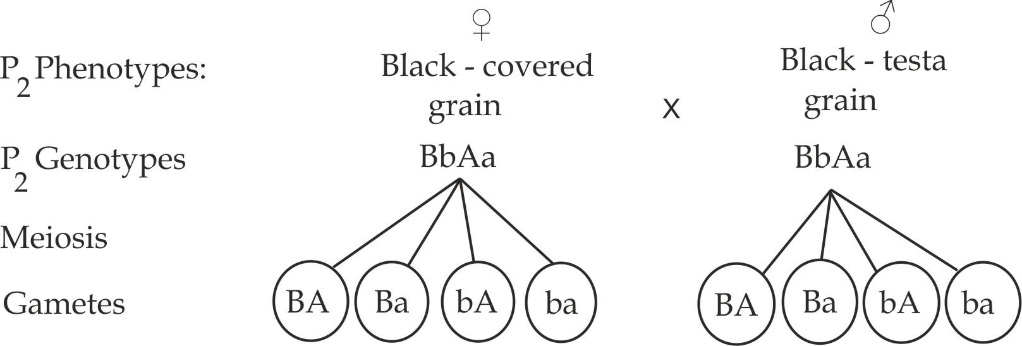 ♀ ♂
P2 Phenotypes: Black - covered grain X Black - testa grain
P2 Genotypes BbAa BbAa
Meiosis
Gametes BA Ba bA ba BA Ba bA ba